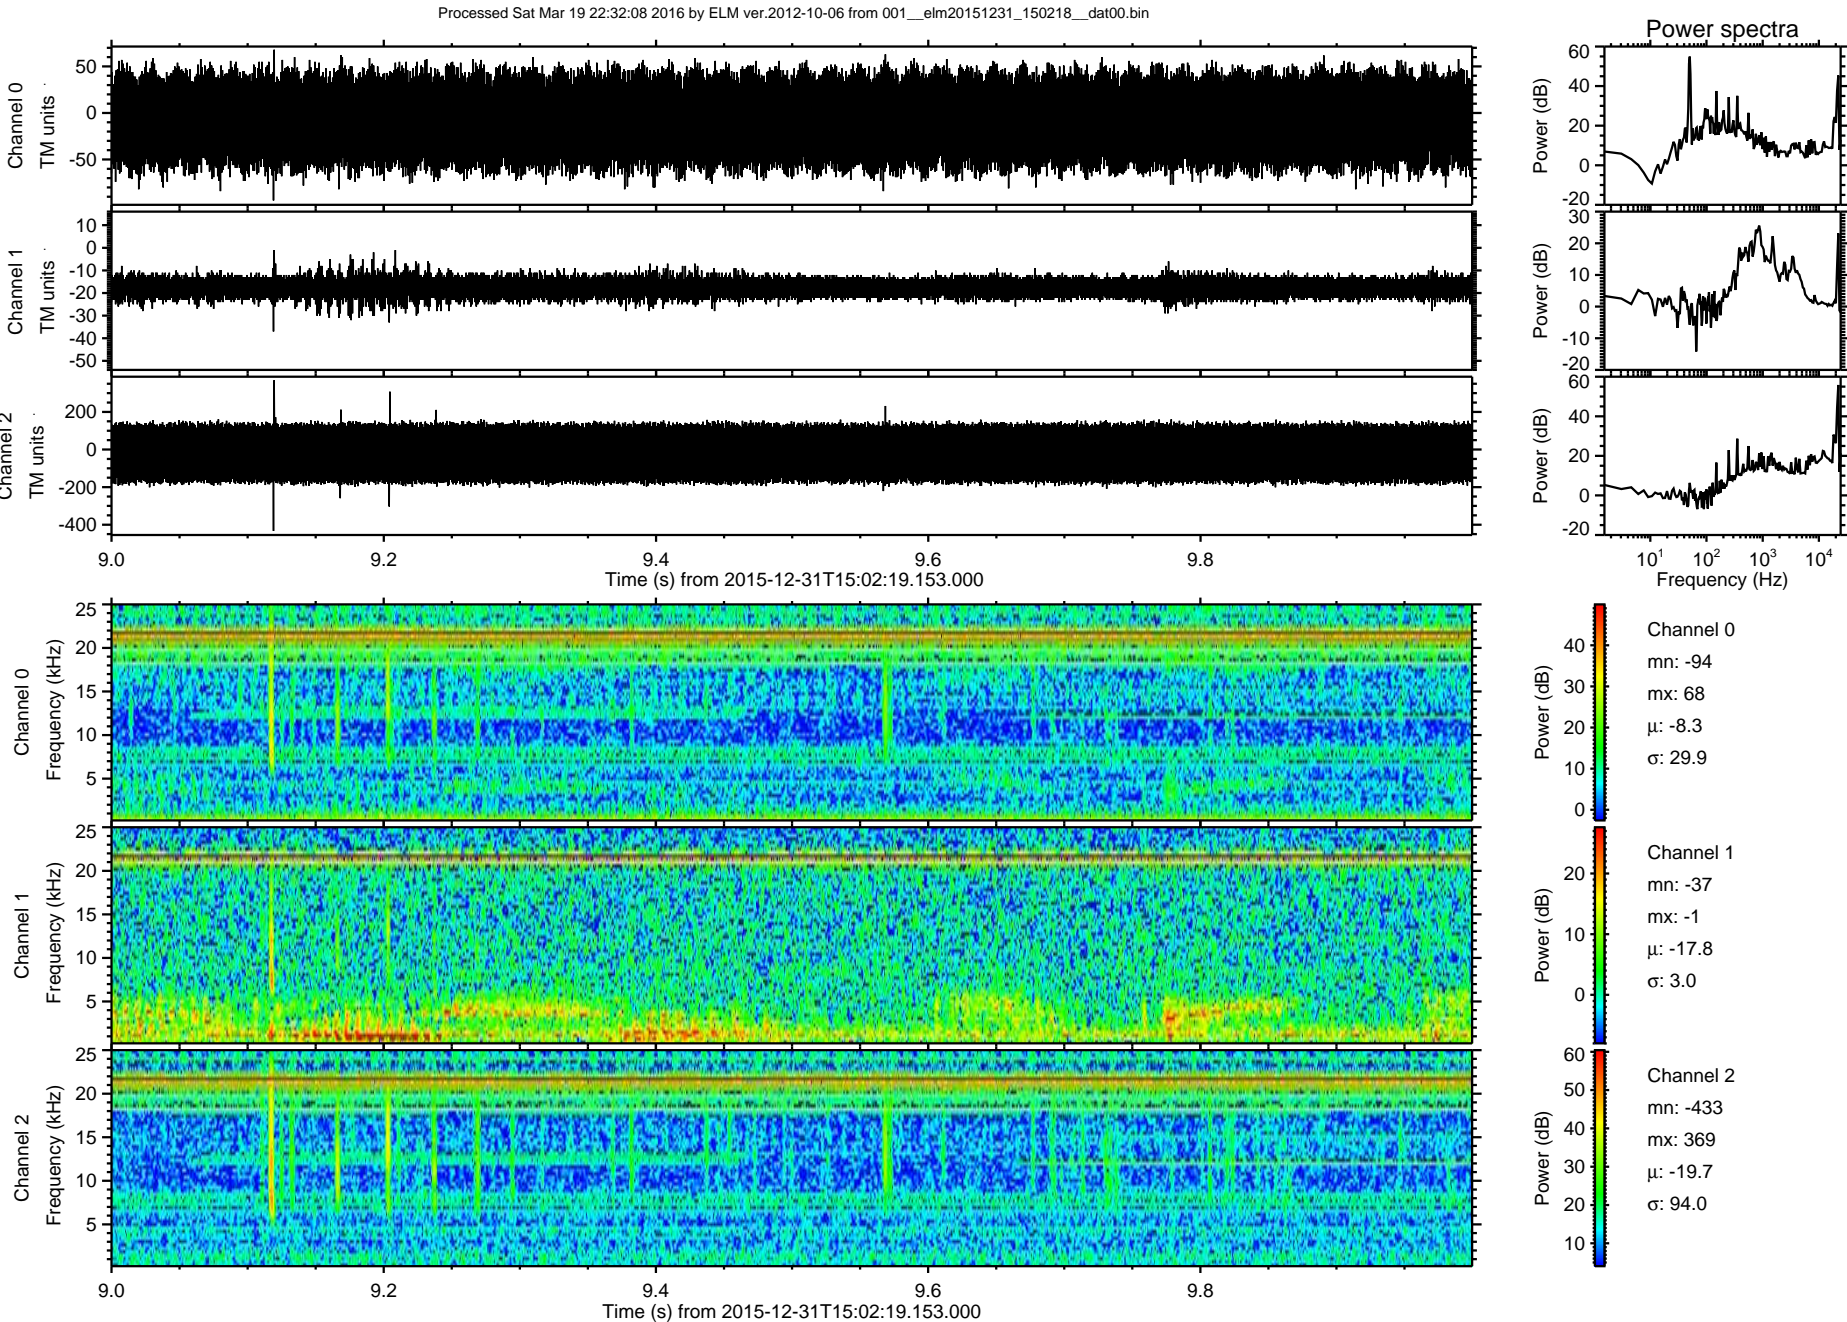 Processed Sat Mar 19 22:32:08 2016 by ELM ver.2012-10-06 from 001__elm20151231_150218__dat00.bin
Power spectra
Channel 0
TM units
50
0
-50
Power (dB)
60
40
20
0
-20
Channel 1
TM units
10
0
-10
-20
-30
-40
-50
Power (dB)
30
20
10
0
-10
-20
Channel 2
TM units
200
0
-200
-400
Power (dB)
60
40
20
0
-20
9.0 9.2 9.4 9.6 9.8
Time (s) from 2015-12-31T15:02:19.153.000
10¹ 10² 10³ 10⁴
Frequency (Hz)
Channel 0
Frequency (kHz)
25
20
15
10
5
Power (dB)
40
30
20
10
0
Channel 0
mn: -94
mx: 68
μ: -8.3
σ: 29.9
Channel 1
Frequency (kHz)
25
20
15
10
5
Power (dB)
20
10
0
Channel 1
mn: -37
mx: -1
μ: -17.8
σ: 3.0
Channel 2
Frequency (kHz)
25
20
15
10
5
Power (dB)
60
50
40
30
20
10
Channel 2
mn: -433
mx: 369
μ: -19.7
σ: 94.0
9.0 9.2 9.4 9.6 9.8
Time (s) from 2015-12-31T15:02:19.153.000